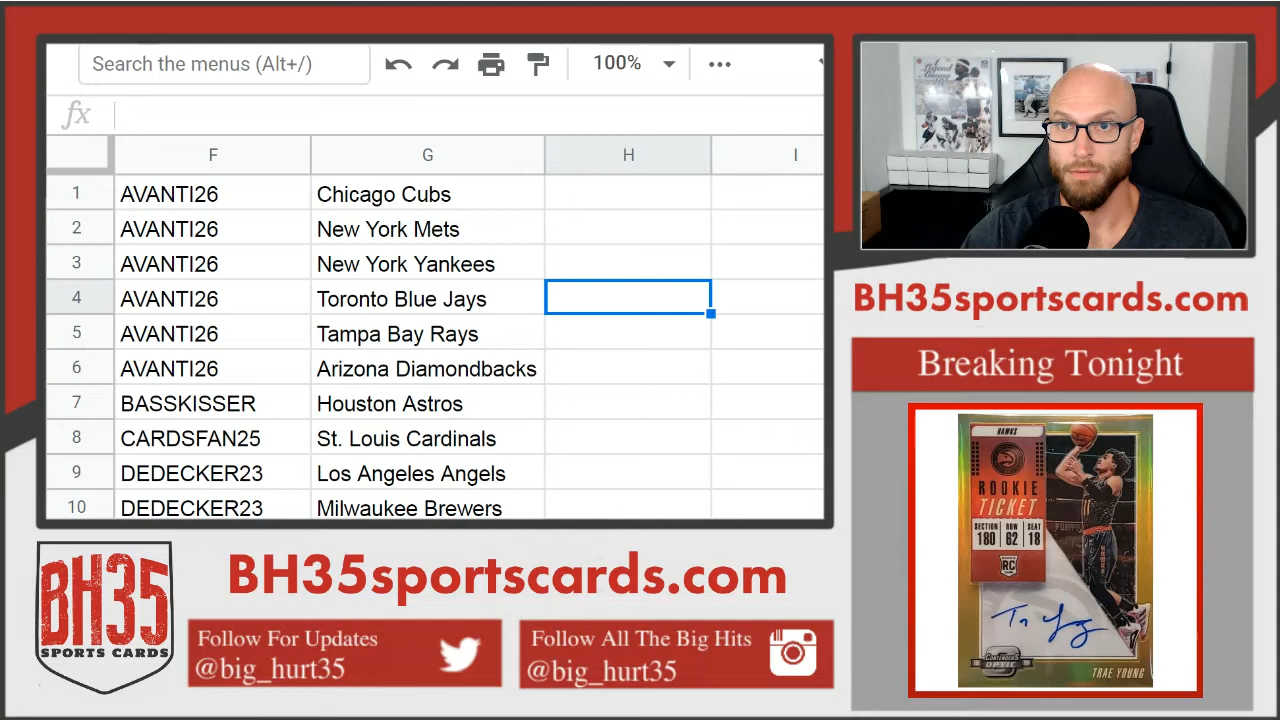 Search the menus (Alt+/)
100%
fx
F G H I
1 AVANTI26 Chicago Cubs
2 AVANTI26 New York Mets
3 AVANTI26 New York Yankees
4 AVANTI26 Toronto Blue Jays
5 AVANTI26 Tampa Bay Rays
6 AVANTI26 Arizona Diamondbacks
7 BASSKISSER Houston Astros
8 CARDSFAN25 St. Louis Cardinals
9 DEDECKER23 Los Angeles Angels
10 DEDECKER23 Milwaukee Brewers
BH35sportscards.com
Breaking Tonight
HAWKS
ROOKIE
TICKET
SECTION ROW SEAT
180 62 18
RC
CONTENDERS
OPTIC
TRAE YOUNG
BH35
SPORTS CARDS
BH35sportscards.com
Follow For Updates
@big_hurt35
Follow All The Big Hits
@big_hurt35